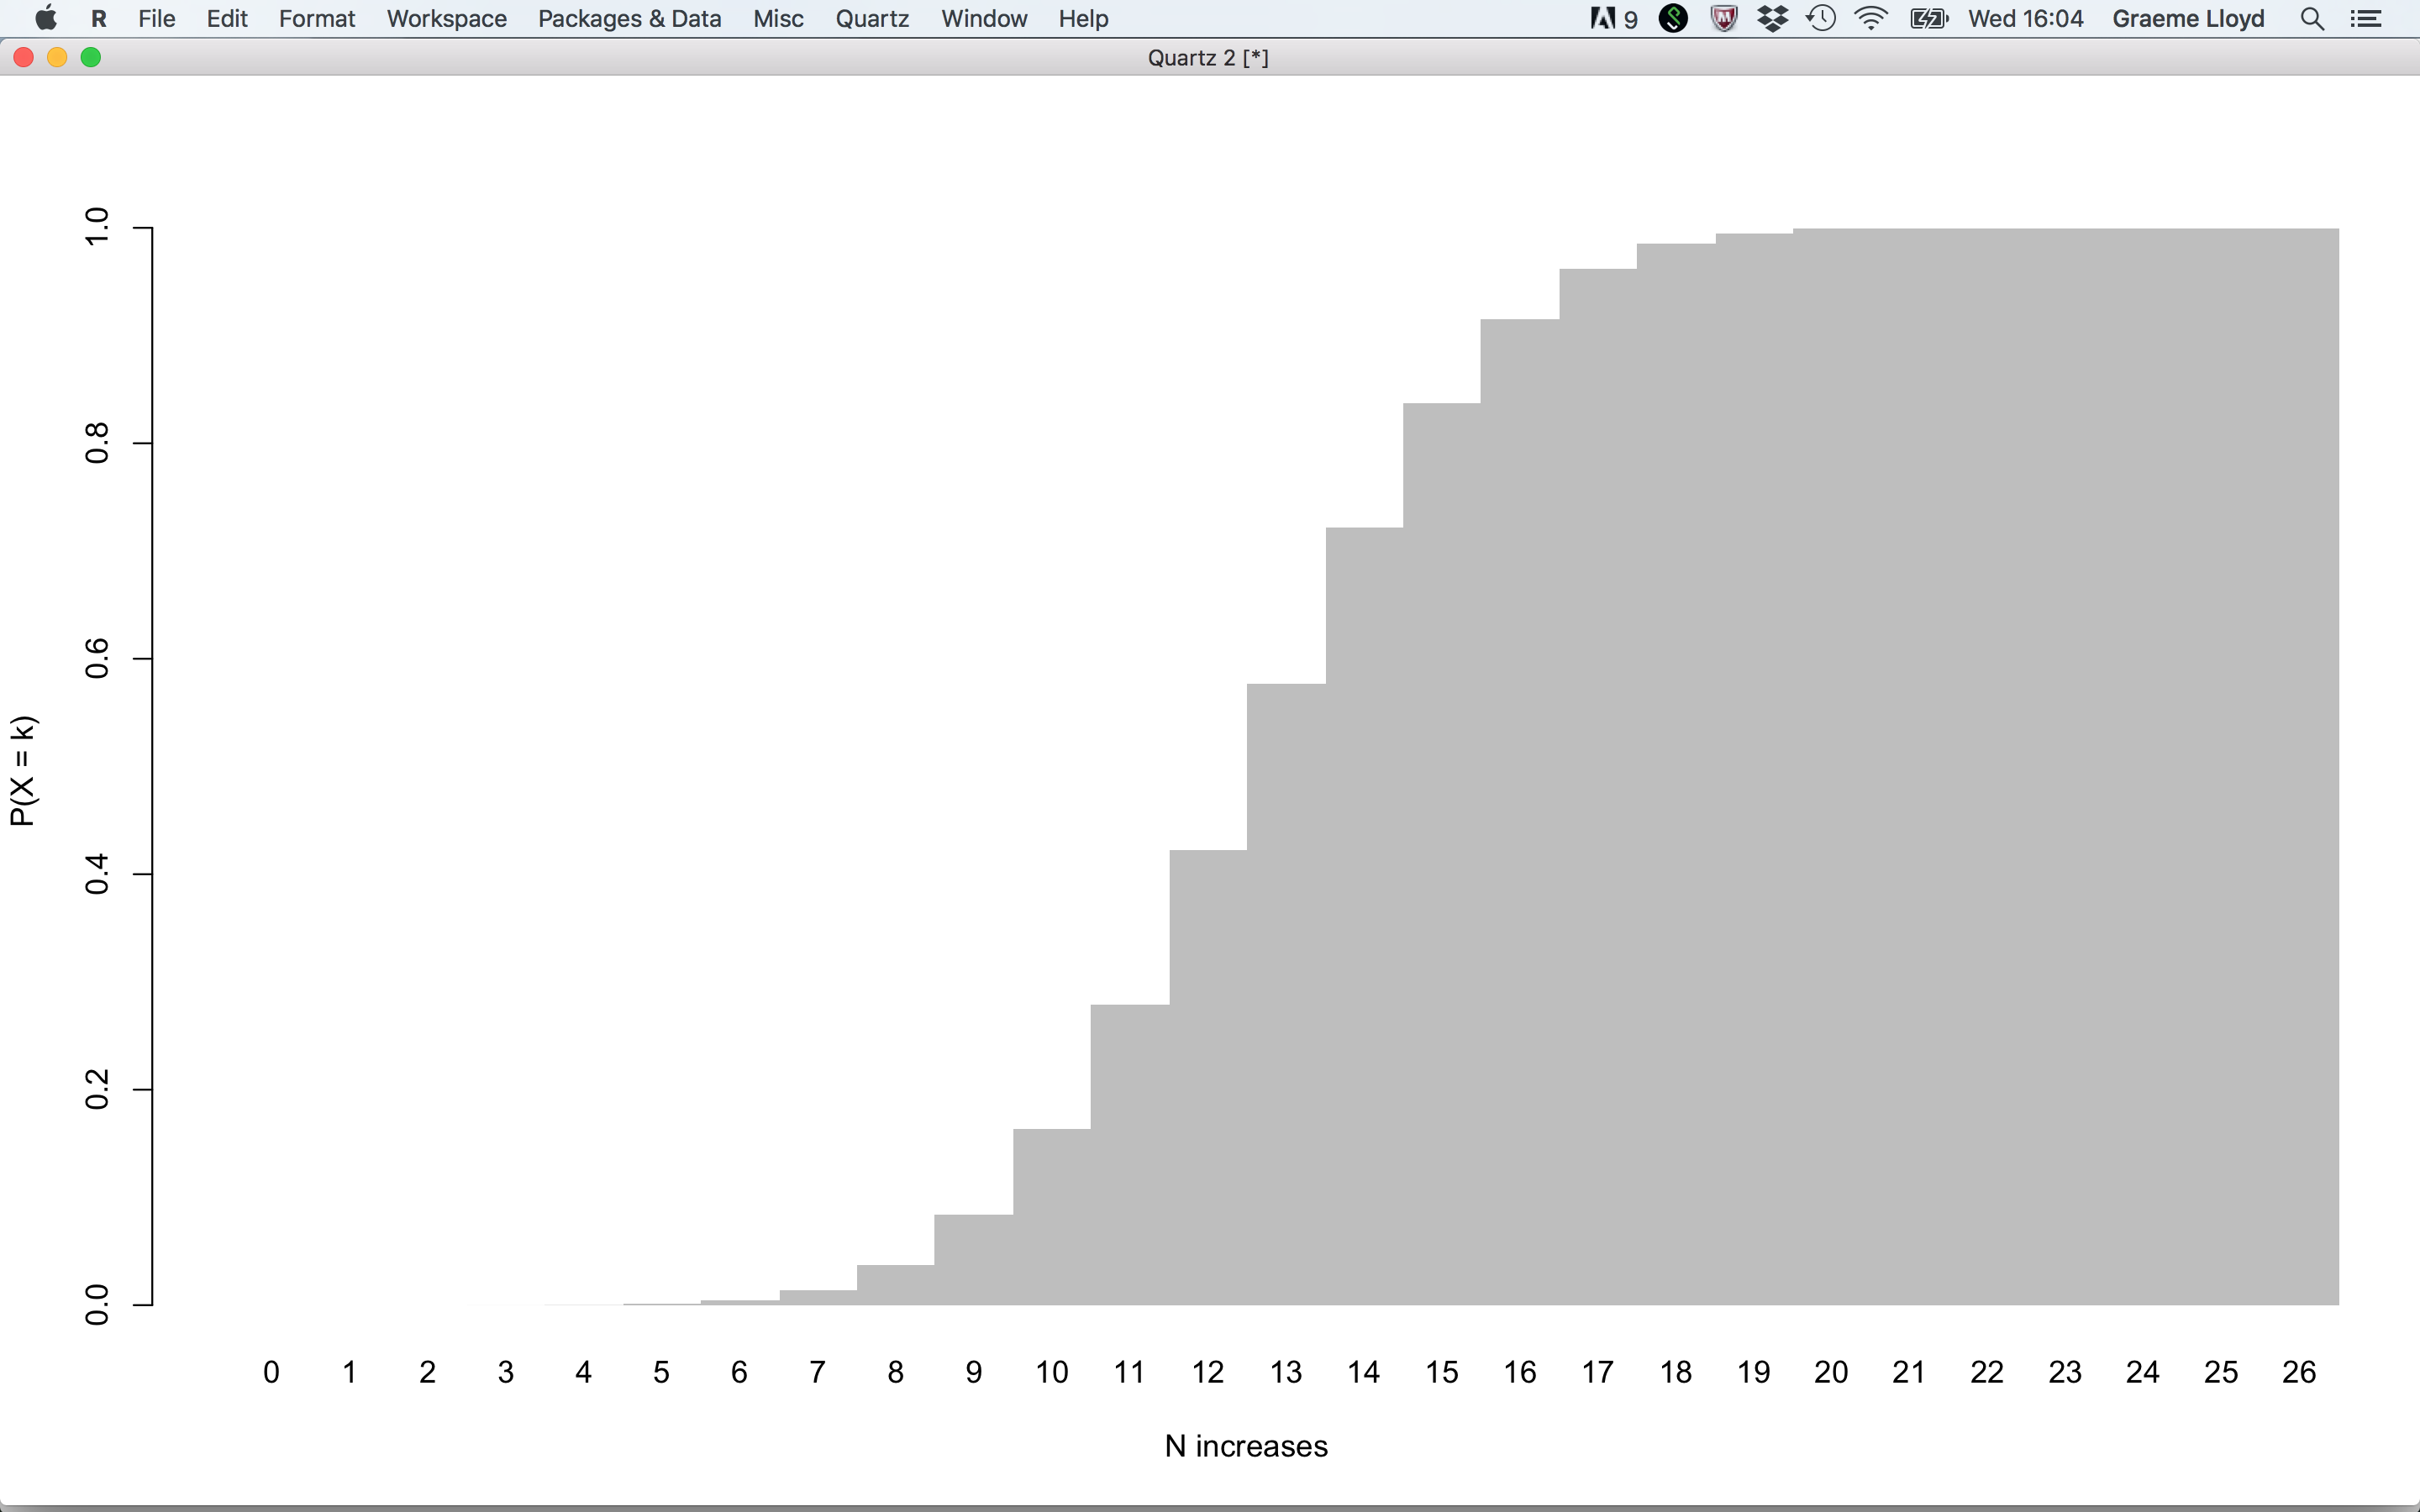 R File Edit Format Workspace Packages & Data Misc Quartz Window Help 9 Wed 16:04 Graeme Lloyd
Quartz 2 [*]
1.0
0.8
0.6
0.4
0.2
0.0
P(X = k)
0 1 2 3 4 5 6 7 8 9 10 11 12 13 14 15 16 17 18 19 20 21 22 23 24 25 26
N increases